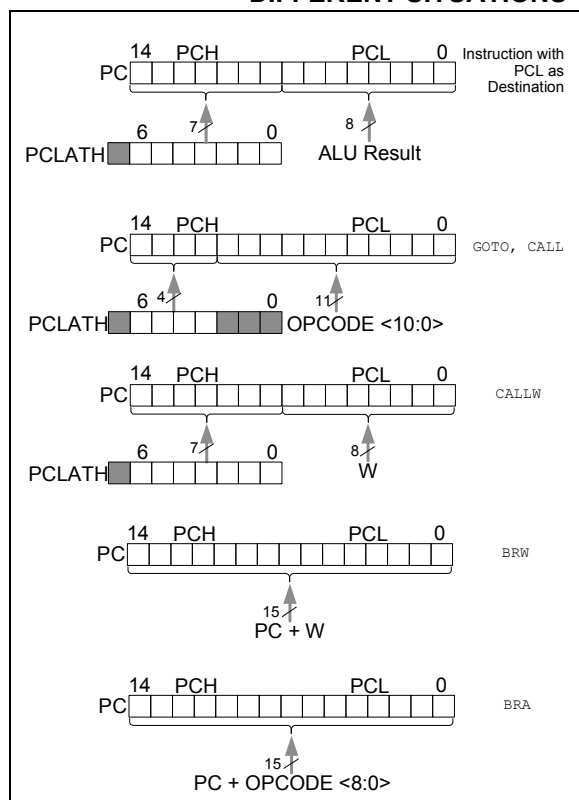 DIFFERENT SITUATIONS
14 PCH PCL 0 Instruction with
PC PCL as
Destination
7 8
6 0
PCLATH ALU Result
14 PCH PCL 0
PC GOTO, CALL
4 11
6 0
PCLATH OPCODE <10:0>
14 PCH PCL 0
PC CALLW
7 8
6 0
PCLATH W
14 PCH PCL 0
PC BRW
15
PC + W
14 PCH PCL 0
PC BRA
15
PC + OPCODE <8:0>